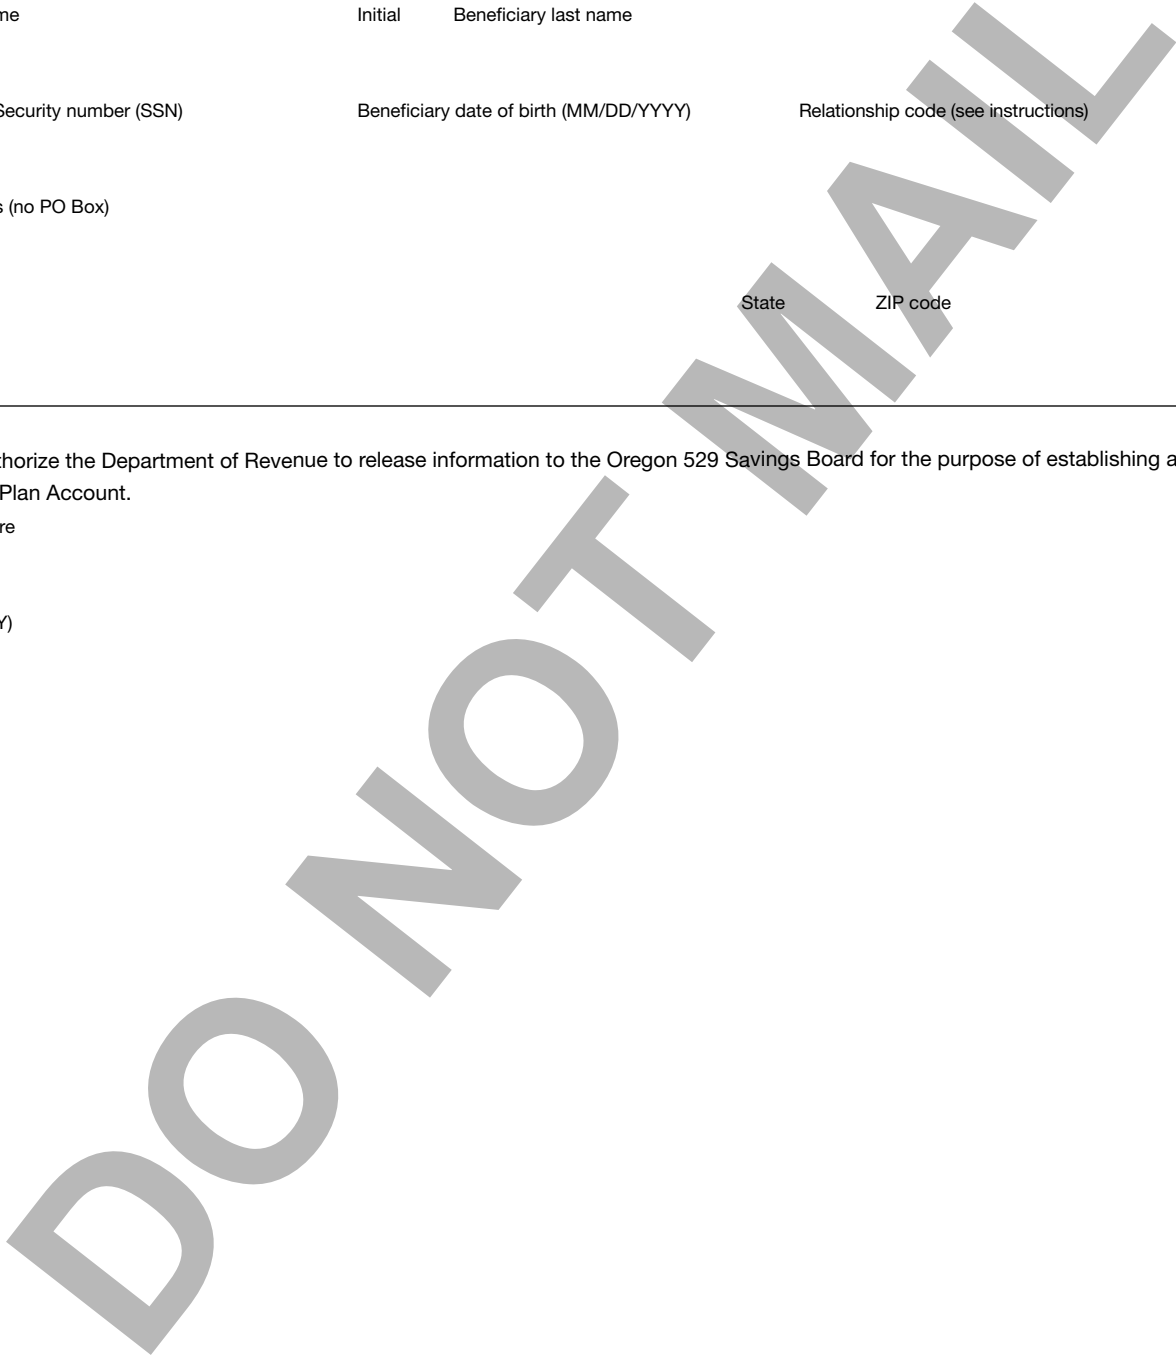 me Initial Beneficiary last name
Security number (SSN) Beneficiary date of birth (MM/DD/YYYY) Relationship code (see instructions)
s (no PO Box)
State ZIP code
thorize the Department of Revenue to release information to the Oregon 529 Savings Board for the purpose of establishing a
Plan Account.
re
Y)
DO NOT MAIL